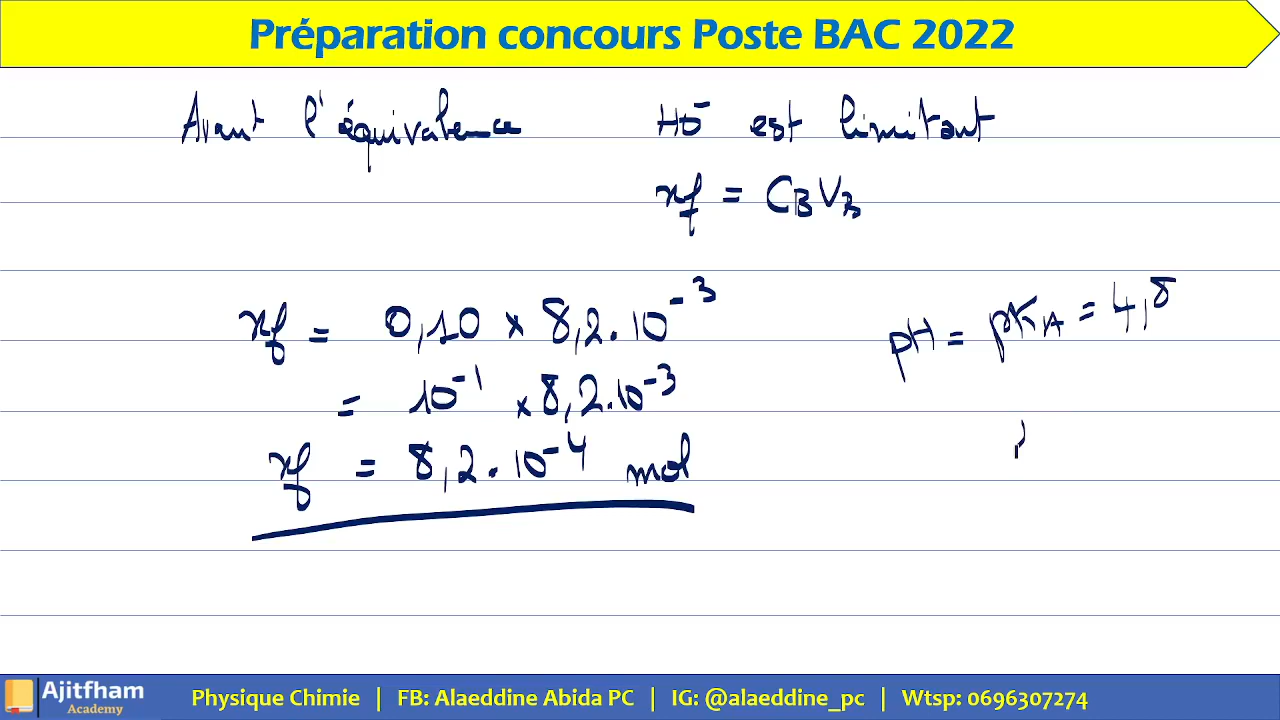 Préparation concours Poste BAC 2022
Avant l'équivalence HO⁻ est limitant
xf = CBVB
xf = 0,10 × 8,2.10⁻³
pH = pKA = 4,8
= 10⁻¹ × 8,2.10⁻³
xf = 8,2.10⁻⁴ mol
Ajitfham
Academy
Physique Chimie | FB: Alaeddine Abida PC | IG: @alaeddine_pc | Wtsp: 0696307274